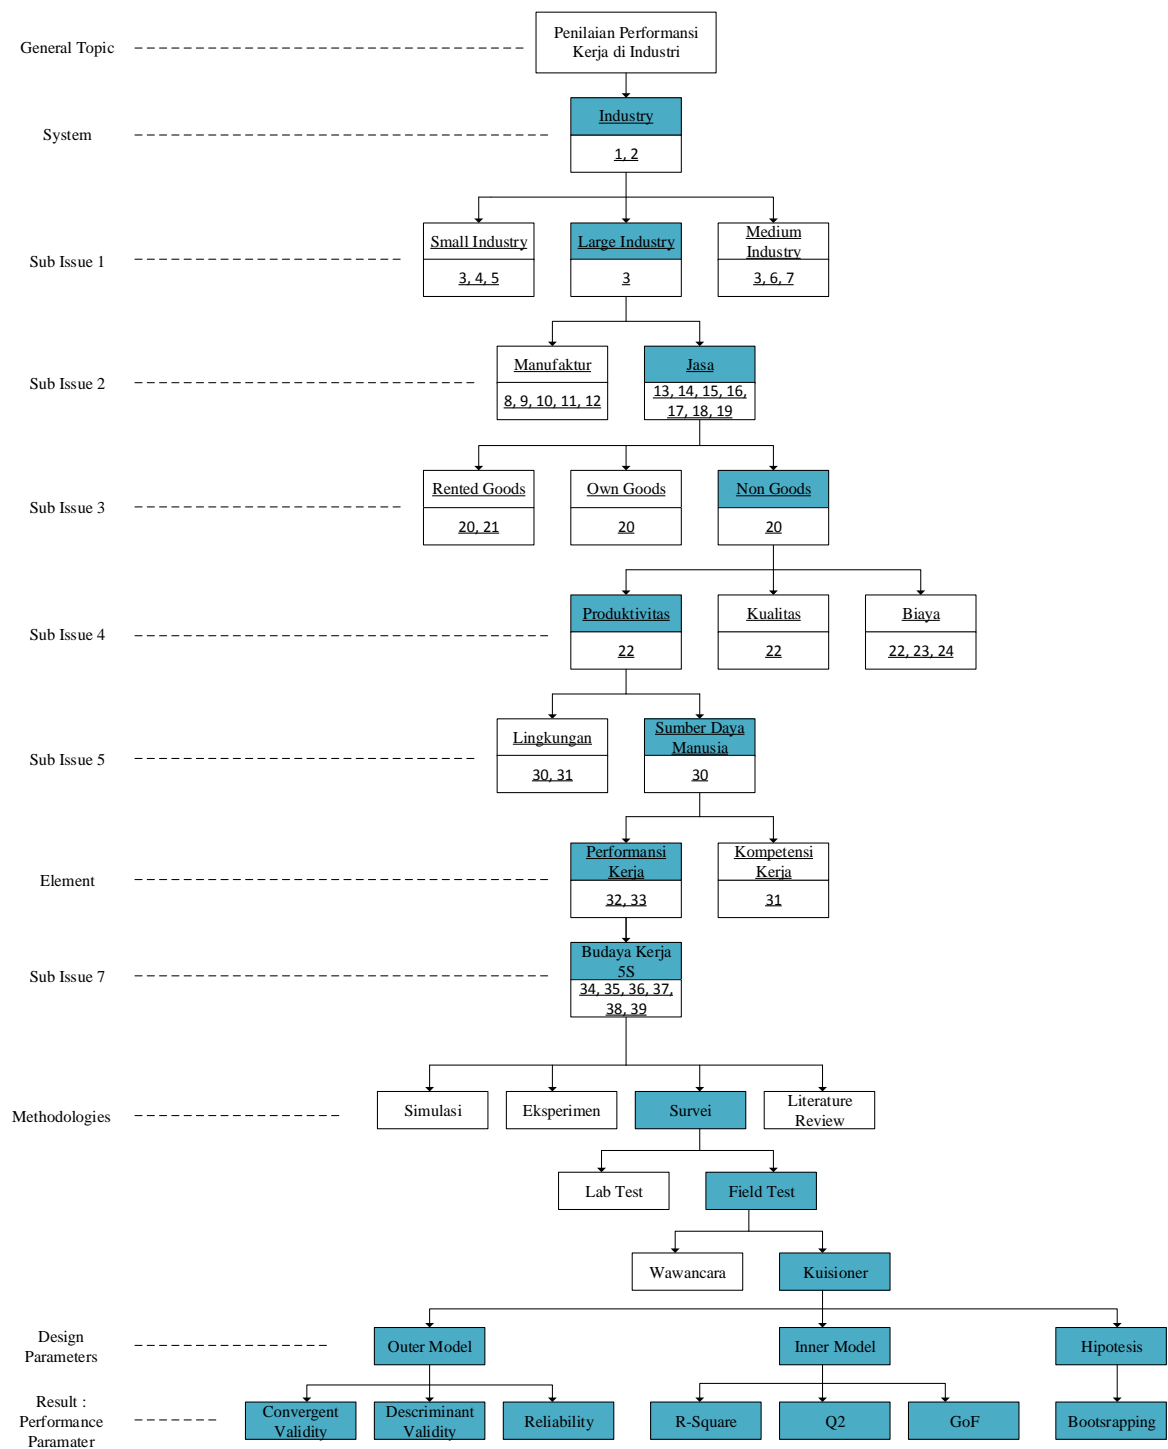 General Topic
Penilaian Performansi
Kerja di Industri
System
Industry
1, 2
Sub Issue 1
Small Industry
3, 4, 5
Large Industry
3
Medium
Industry
3, 6, 7
Sub Issue 2
Manufaktur
8, 9, 10, 11, 12
Jasa
13, 14, 15, 16,
17, 18, 19
Sub Issue 3
Rented Goods
20, 21
Own Goods
20
Non Goods
20
Sub Issue 4
Produktivitas
22
Kualitas
22
Biaya
22, 23, 24
Sub Issue 5
Lingkungan
30, 31
Sumber Daya
Manusia
30
Element
Performansi
Kerja
32, 33
Kompetensi
Kerja
31
Sub Issue 7
Budaya Kerja
5S
34, 35, 36, 37,
38, 39
Methodologies
Simulasi
Eksperimen
Survei
Literature
Review
Lab Test
Field Test
Wawancara
Kuisioner
Design
Parameters
Outer Model
Inner Model
Hipotesis
Result :
Performance
Paramater
Convergent
Validity
Descriminant
Validity
Reliability
R-Square
Q2
GoF
Bootsrapping